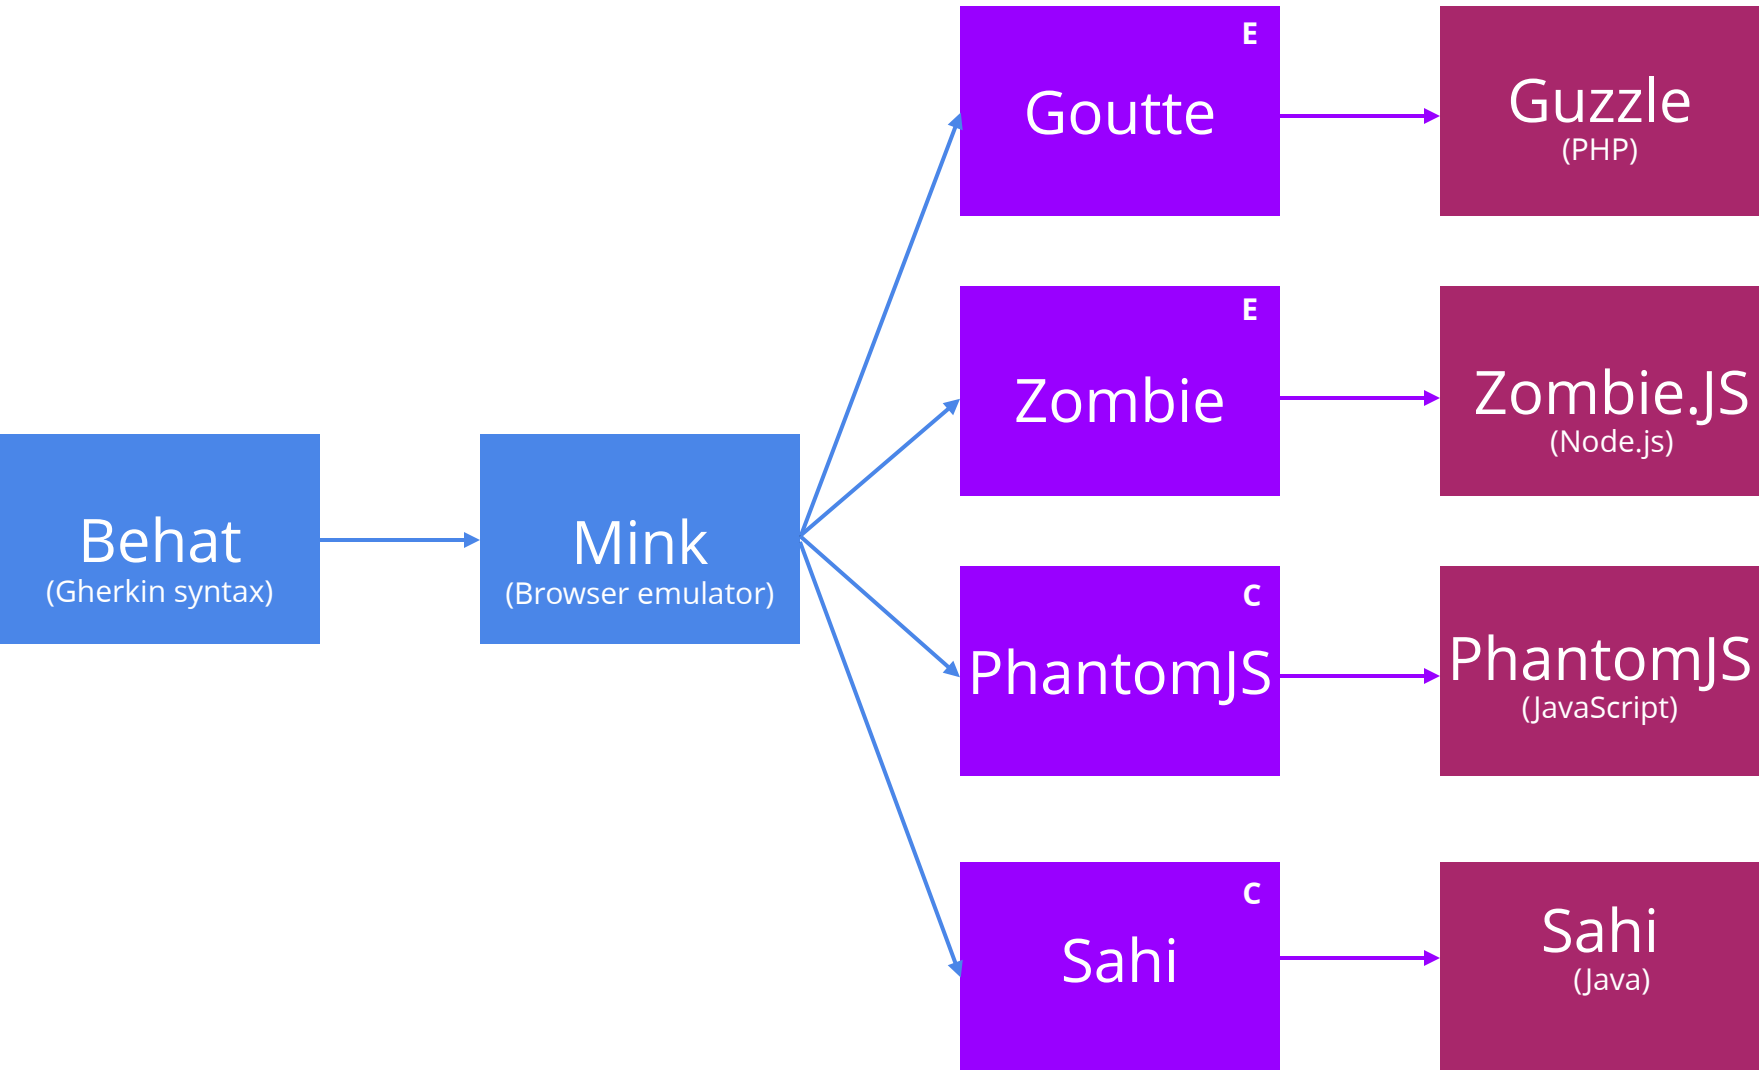 Behat
(Gherkin syntax)
Mink
(Browser emulator)
E
Goutte
Guzzle
(PHP)
E
Zombie
Zombie.JS
(Node.js)
C
PhantomJS
PhantomJS
(JavaScript)
C
Sahi
Sahi
(Java)